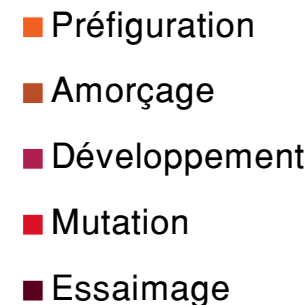 Préfiguration
Amorçage
Développement
Mutation
Essaimage